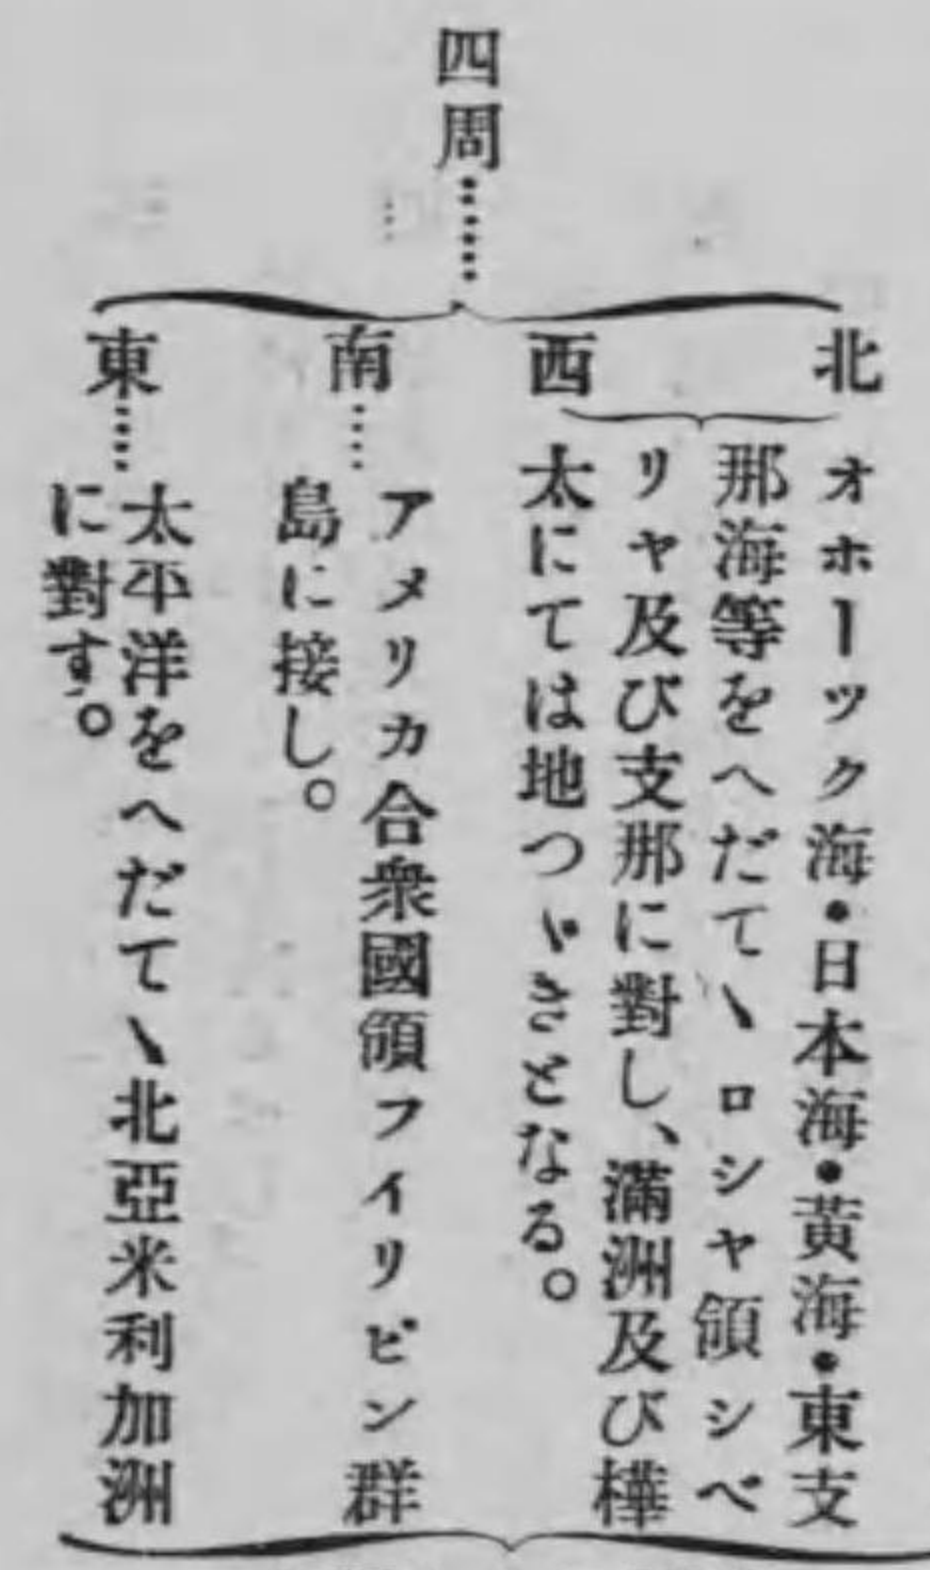 四周……
北
西
オホーツク海・日本海・黄海・東支
那海等をへだてヽロシャ領シベ
リヤ及び支那に對し、滿洲及び樺
太にては地つゞきとなる。
南……
アメリカ合衆國領フイリピン群
島に接し。
東……
太平洋をへだてヽ北亞米利加洲
に對す。